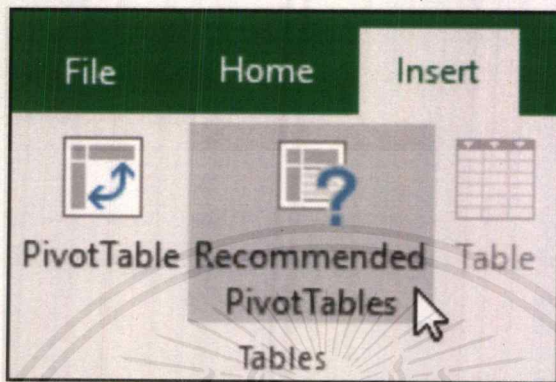 File Home Insert
PivotTable Recommended PivotTables Table
Tables